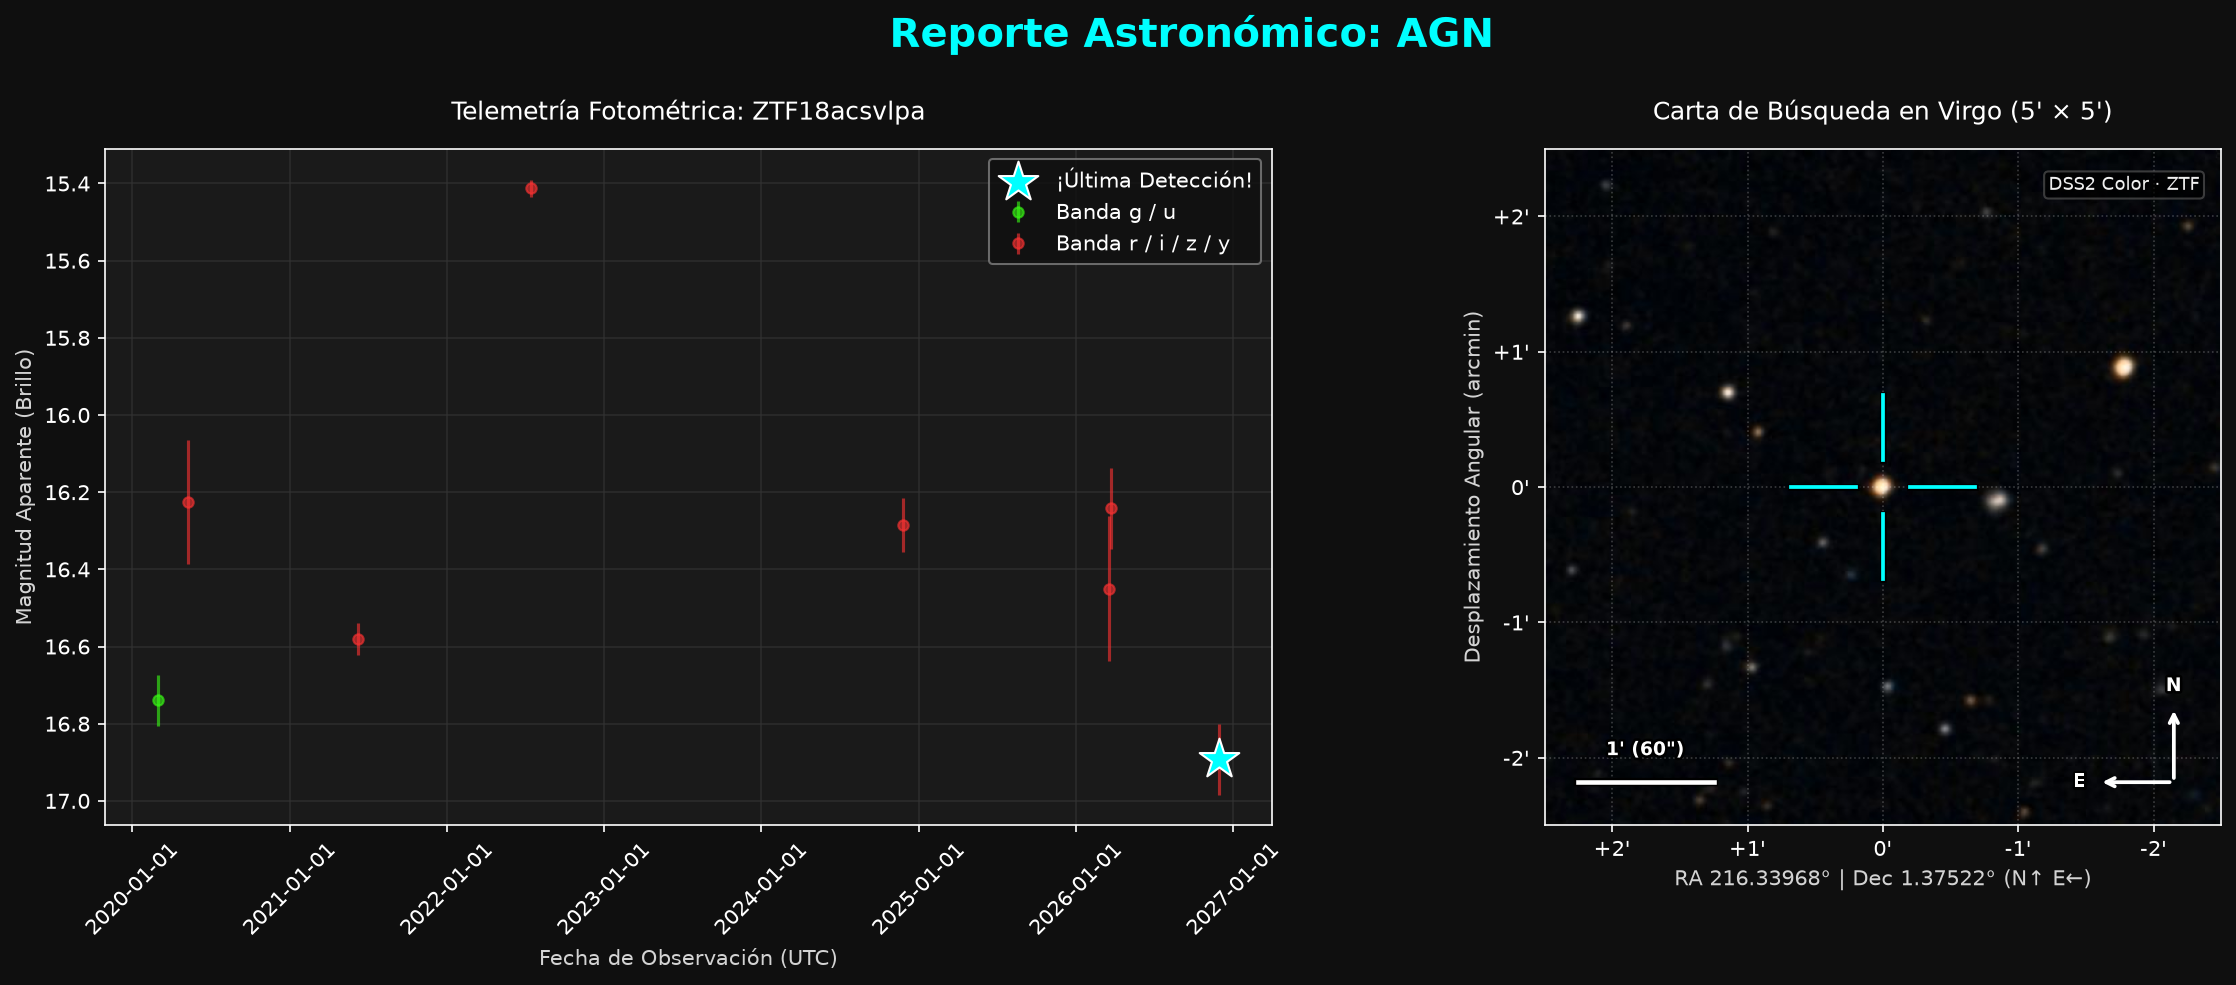 Reporte Astronómico: AGN
Telemetría Fotométrica: ZTF18acsvlpa
Magnitud Aparente (Brillo)
15.4
15.6
15.8
16.0
16.2
16.4
16.6
16.8
17.0
¡Última Detección!
Banda g / u
Banda r / i / z / y
2020-01-01
2021-01-01
2022-01-01
2023-01-01
2024-01-01
2025-01-01
2026-01-01
2027-01-01
Fecha de Observación (UTC)
Carta de Búsqueda en Virgo (5' × 5')
Desplazamiento Angular (arcmin)
+2'
+1'
0'
-1'
-2'
DSS2 Color · ZTF
N
E
1' (60")
+2'
+1'
0'
-1'
-2'
RA 216.33968° | Dec 1.37522° (N↑ E←)